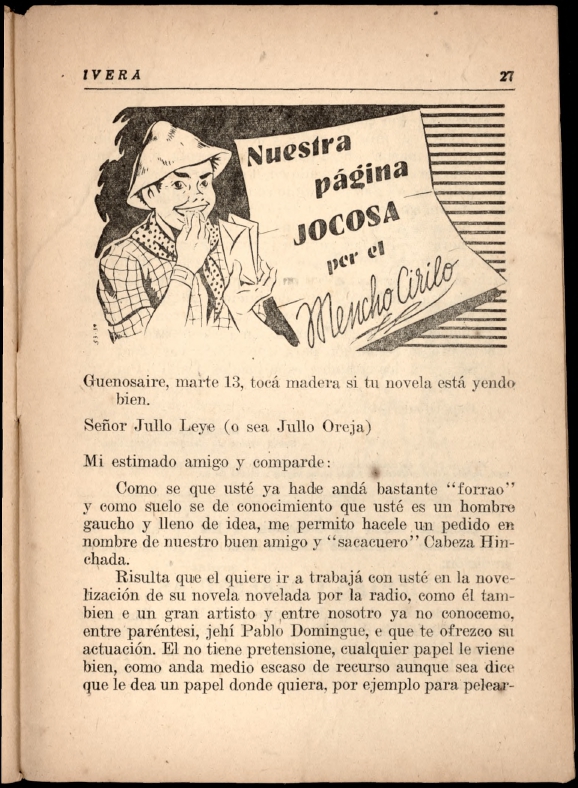 IVERA 27
Nuestra
página
JOCOSA
por el
Mencho Cirilo
Guenosaire, marte 13, tocá madera si tu novela está yendo
bien.
Señor Jullo Leye (o sea Jullo Oreja)
Mi estimado amigo y comparde:
Como se que usté ya hade andá bastante "forrao"
y como suelo se de conocimiento que usté es un hombre
gaucho y lleno de idea, me permito hacele un pedido en
nombre de nuestro buen amigo y "sacacuero" Cabeza Hin-
chada.
Risulta que el quiere ir a trabajá con usté en la nove-
lización de su novela novelada por la radio, como él tam-
bien e un gran artisto y entre nosotro ya no conocemo,
entre paréntesi, jehí Pablo Domingue, e que te ofrezco su
actuación. El no tiene pretensione, cualquier papel le viene
bien, como anda medio escaso de recurso aunque sea dice
que le dea un papel donde quiera, por ejemplo para pelear-